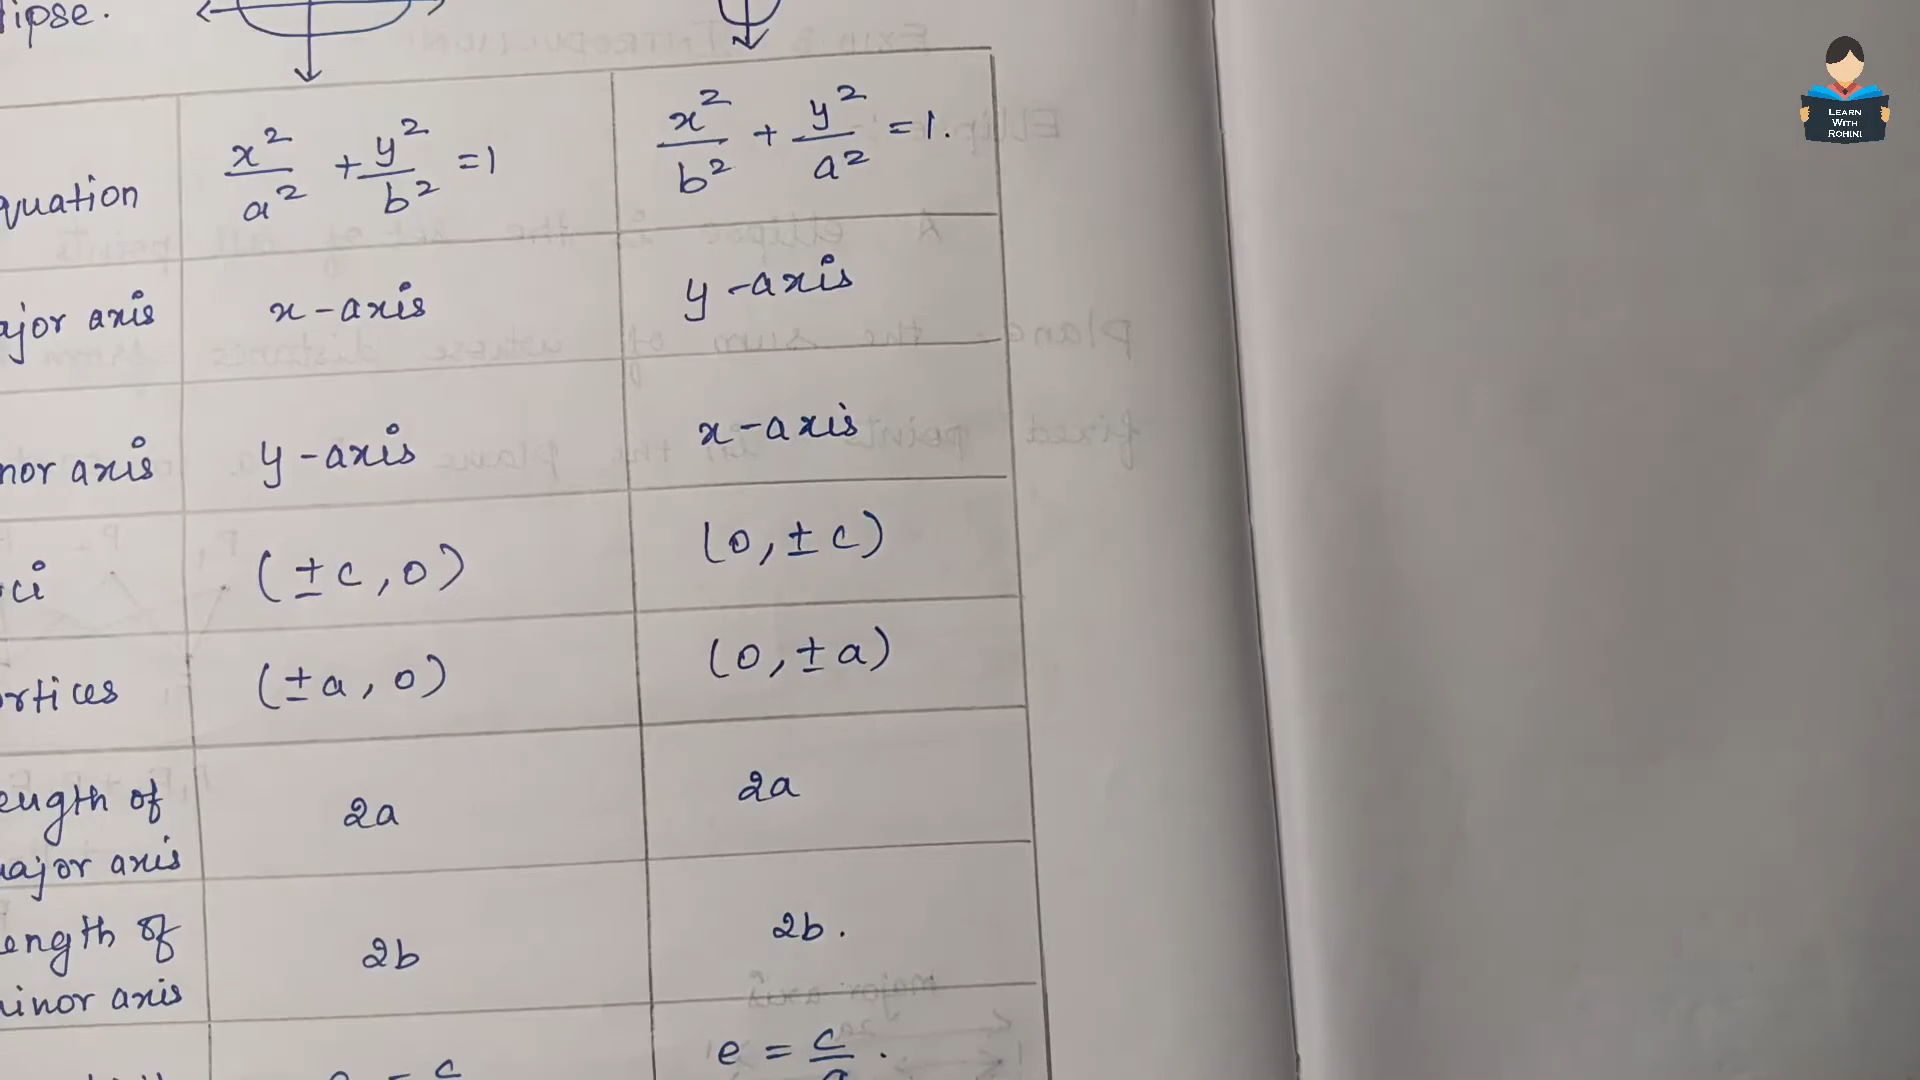 lipse.
quation x²/a² + y²/b² = 1 x²/b² + y²/a² = 1.
ajor axis x-axis y-axis
nor axis y-axis x-axis
ci (±c, 0) (0, ±c)
rtices (±a, 0) (0, ±a)
ength of 2a 2a
ajor axis
ength of 2b 2b.
inor axis
e = c/a.
LEARN
WITH
ROHINI